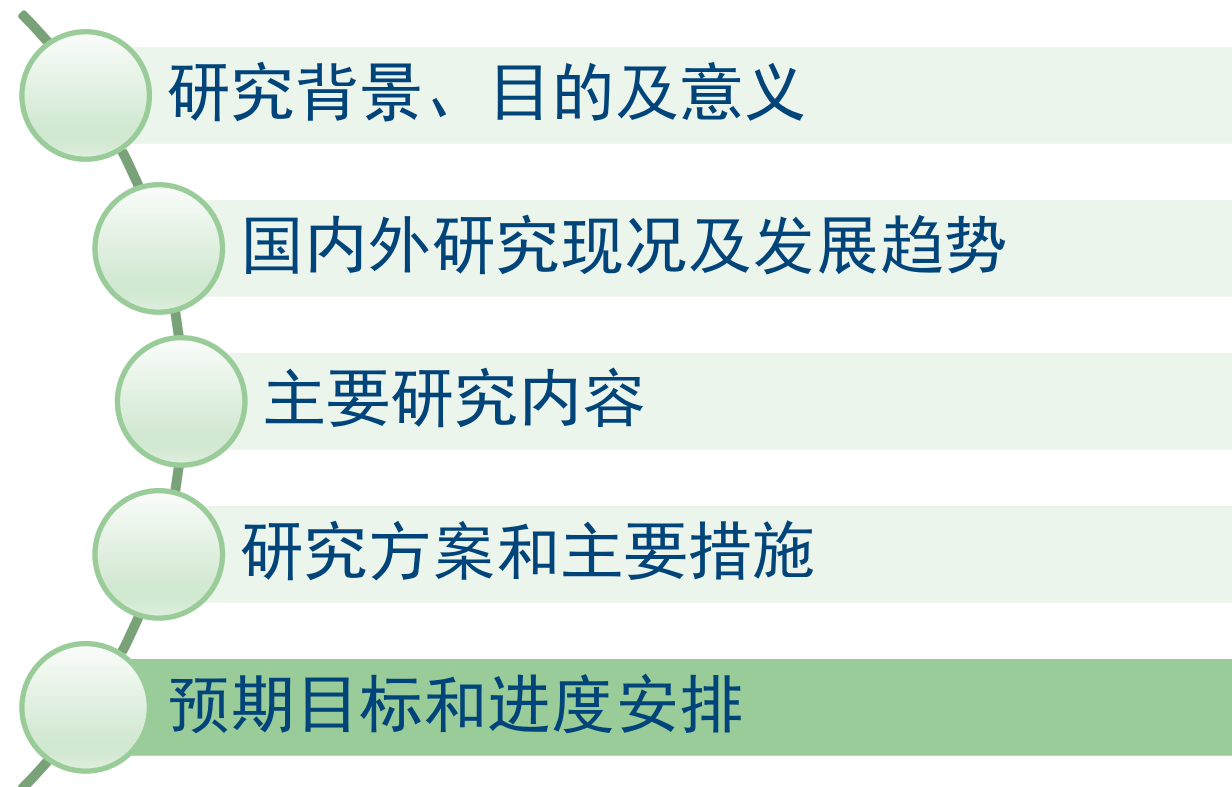 研究背景、目的及意义
国内外研究现况及发展趋势
主要研究内容
研究方案和主要措施
预期目标和进度安排